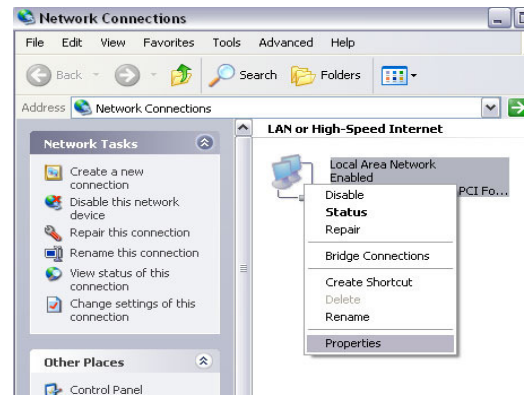 Network Connections
File Edit View Favorites Tools Advanced Help
Back Search Folders
Address Network Connections
Network Tasks
Create a new
connection
Disable this network
device
Repair this connection
Rename this connection
View status of this
connection
Change settings of this
connection
Other Places
Control Panel
LAN or High-Speed Internet
Local Area Network
Enabled
PCI Fo...
Disable
Status
Repair
Bridge Connections
Create Shortcut
Delete
Rename
Properties